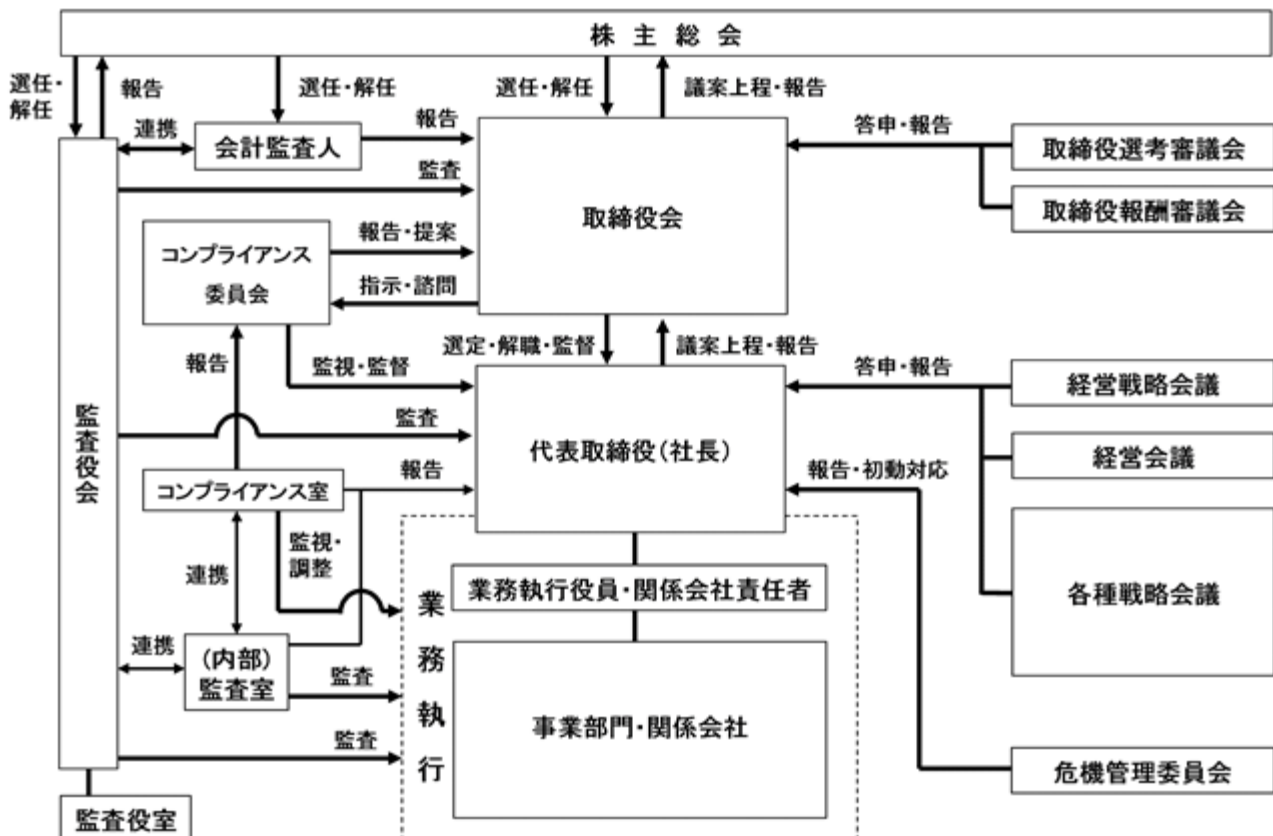 株主総会
選任・
解任
報告
選任・解任
選任・解任
議案上程・報告
連携
会計監査人
報告
答申・報告
取締役選考審議会
監査
取締役会
取締役報酬審議会
コンプライアンス
委員会
報告・提案
指示・諮問
報告
監視・監督
選定・解職・監督
議案上程・報告
答申・報告
経営戦略会議
監査役会
監査
代表取締役(社長)
経営会議
コンプライアンス室
報告
報告・初動対応
監視・
調整
連携
業務執行
業務執行役員・関係会社責任者
各種戦略会議
連携
(内部)
監査室
監査
事業部門・関係会社
監査
危機管理委員会
監査役室